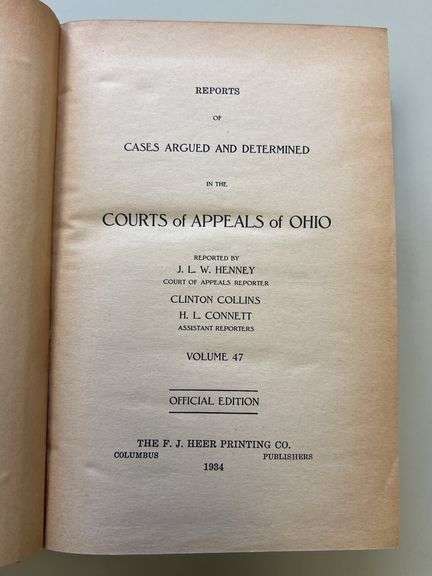 REPORTS
OF
CASES ARGUED AND DETERMINED
IN THE
COURTS of APPEALS of OHIO
REPORTED BY
J. L. W. HENNEY
COURT OF APPEALS REPORTER
CLINTON COLLINS
H. L. CONNETT
ASSISTANT REPORTERS
VOLUME 47
OFFICIAL EDITION
THE F. J. HEER PRINTING CO.
COLUMBUS PUBLISHERS
1934